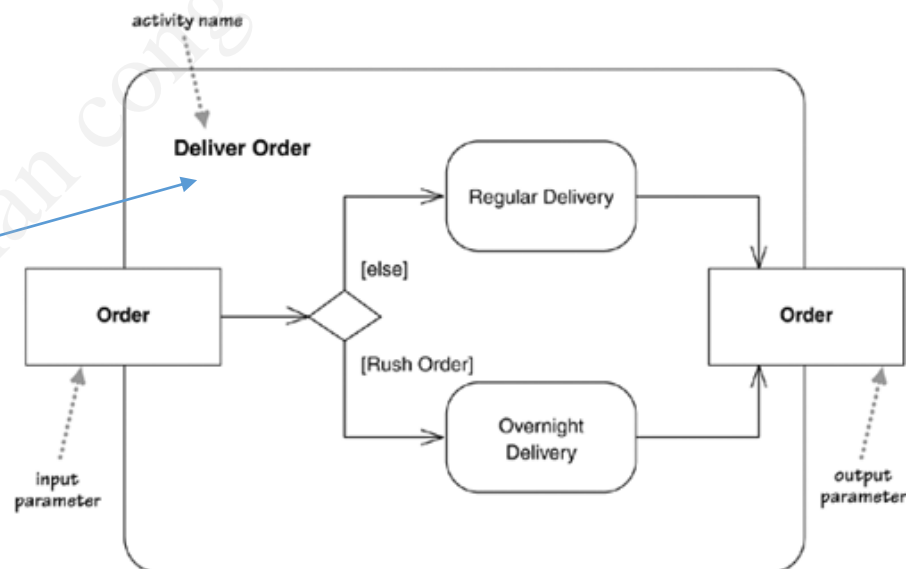 activity name
Deliver Order
Regular Delivery
[else]
Order
Order
[Rush Order]
Overnight
Delivery
input
parameter
output
parameter